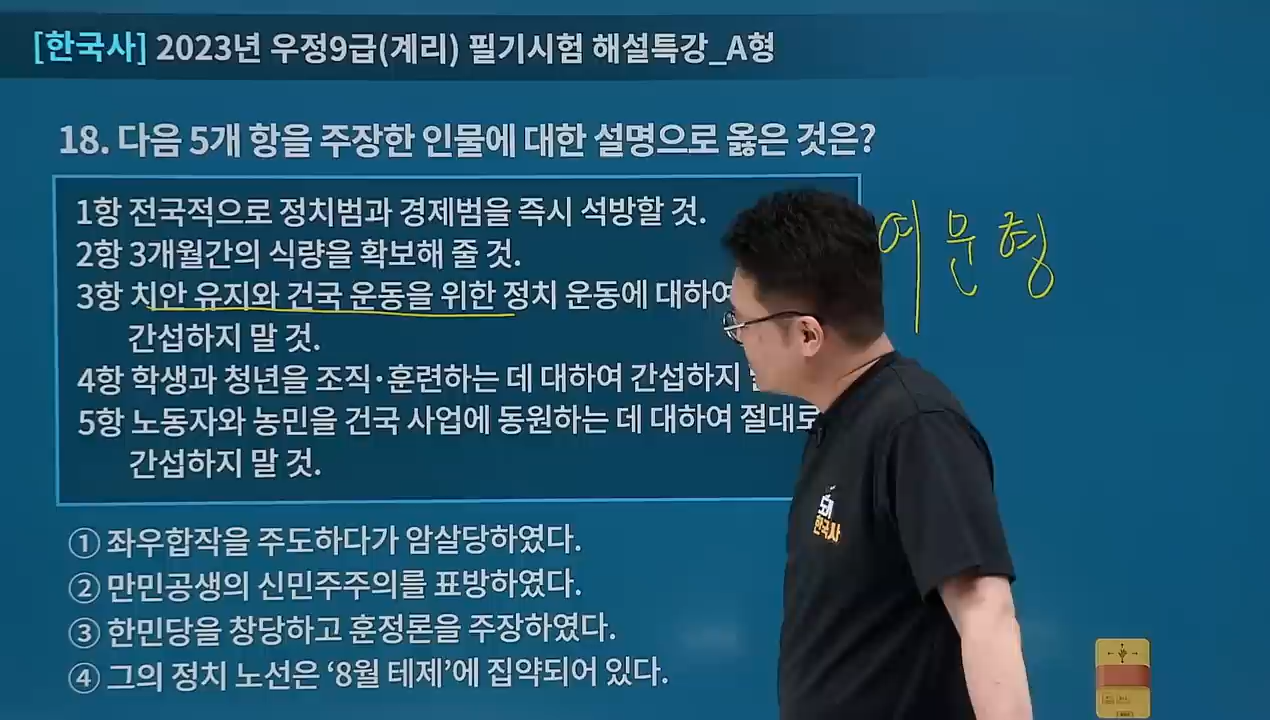 [한국사] 2023년 우정9급(계리) 필기시험 해설특강_A형
18. 다음 5개 항을 주장한 인물에 대한 설명으로 옳은 것은?
1항 전국적으로 정치범과 경제범을 즉시 석방할 것.
2항 3개월간의 식량을 확보해 줄 것.
3항 치안 유지와 건국 운동을 위한 정치 운동에 대하여
간섭하지 말 것.
4항 학생과 청년을 조직·훈련하는 데 대하여 간섭하지
5항 노동자와 농민을 건국 사업에 동원하는 데 대하여 절대로
간섭하지 말 것.
여운형
① 좌우합작을 주도하다가 암살당하였다.
② 만민공생의 신민주주의를 표방하였다.
③ 한민당을 창당하고 훈정론을 주장하였다.
④ 그의 정치 노선은 ‘8월 테제’에 집약되어 있다.
한국사